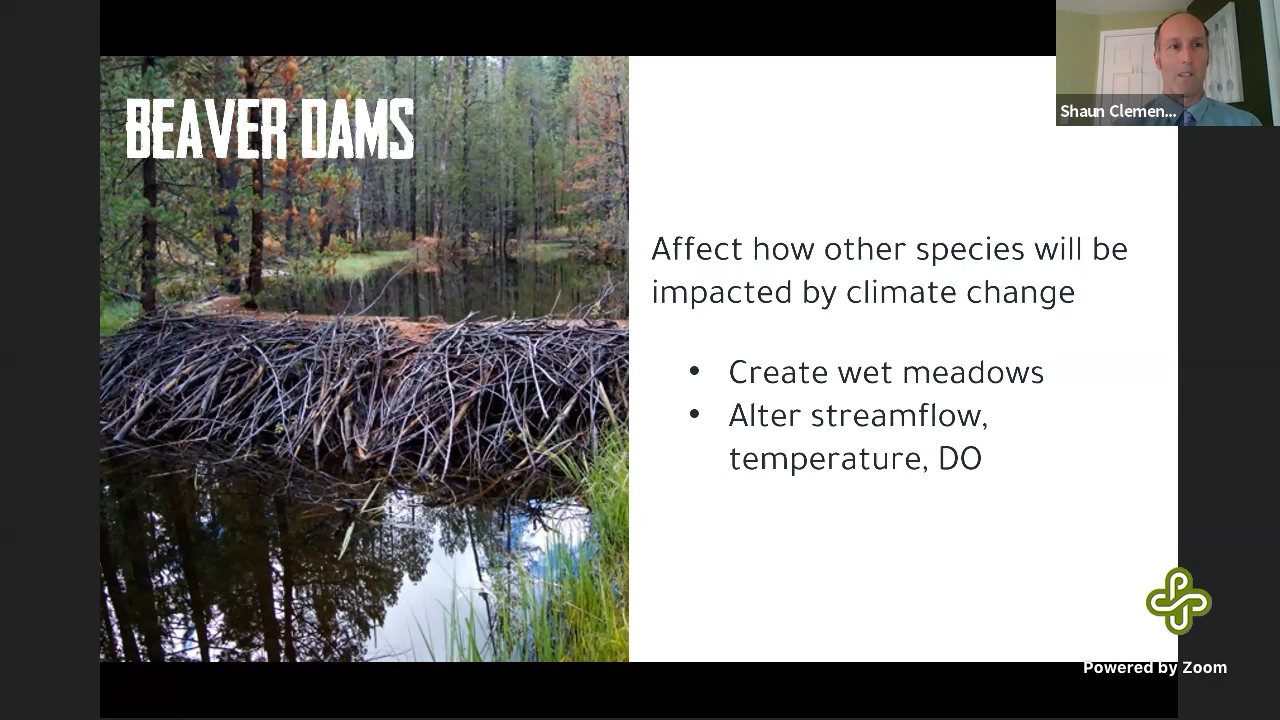 BEAVER DAMS
Shaun Clemen...
Affect how other species will be
impacted by climate change
• Create wet meadows
• Alter streamflow,
temperature, DO
Powered by Zoom